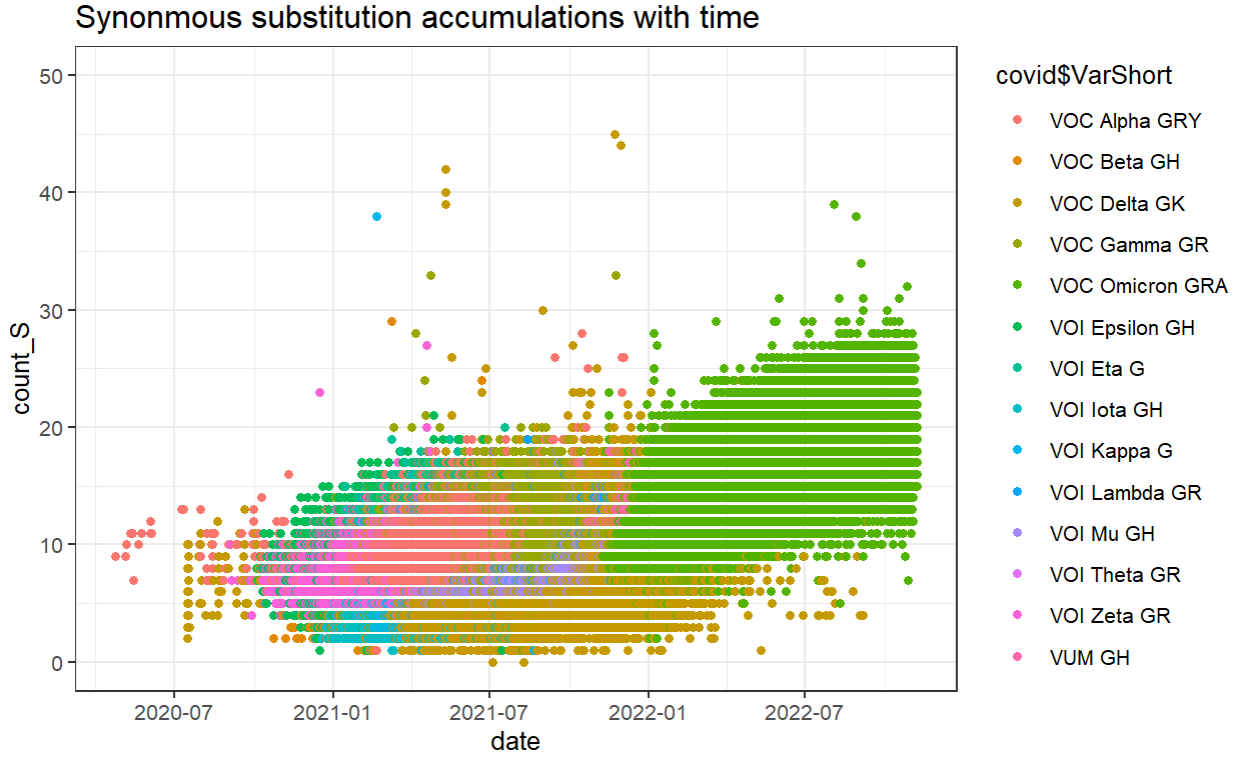 Synonmous substitution accumulations with time
50
40
30
20
10
0
count_S
2020-07
2021-01
2021-07
2022-01
2022-07
date
covid$VarShort
VOC Alpha GRY
VOC Beta GH
VOC Delta GK
VOC Gamma GR
VOC Omicron GRA
VOI Epsilon GH
VOI Eta G
VOI Iota GH
VOI Kappa G
VOI Lambda GR
VOI Mu GH
VOI Theta GR
VOI Zeta GR
VUM GH